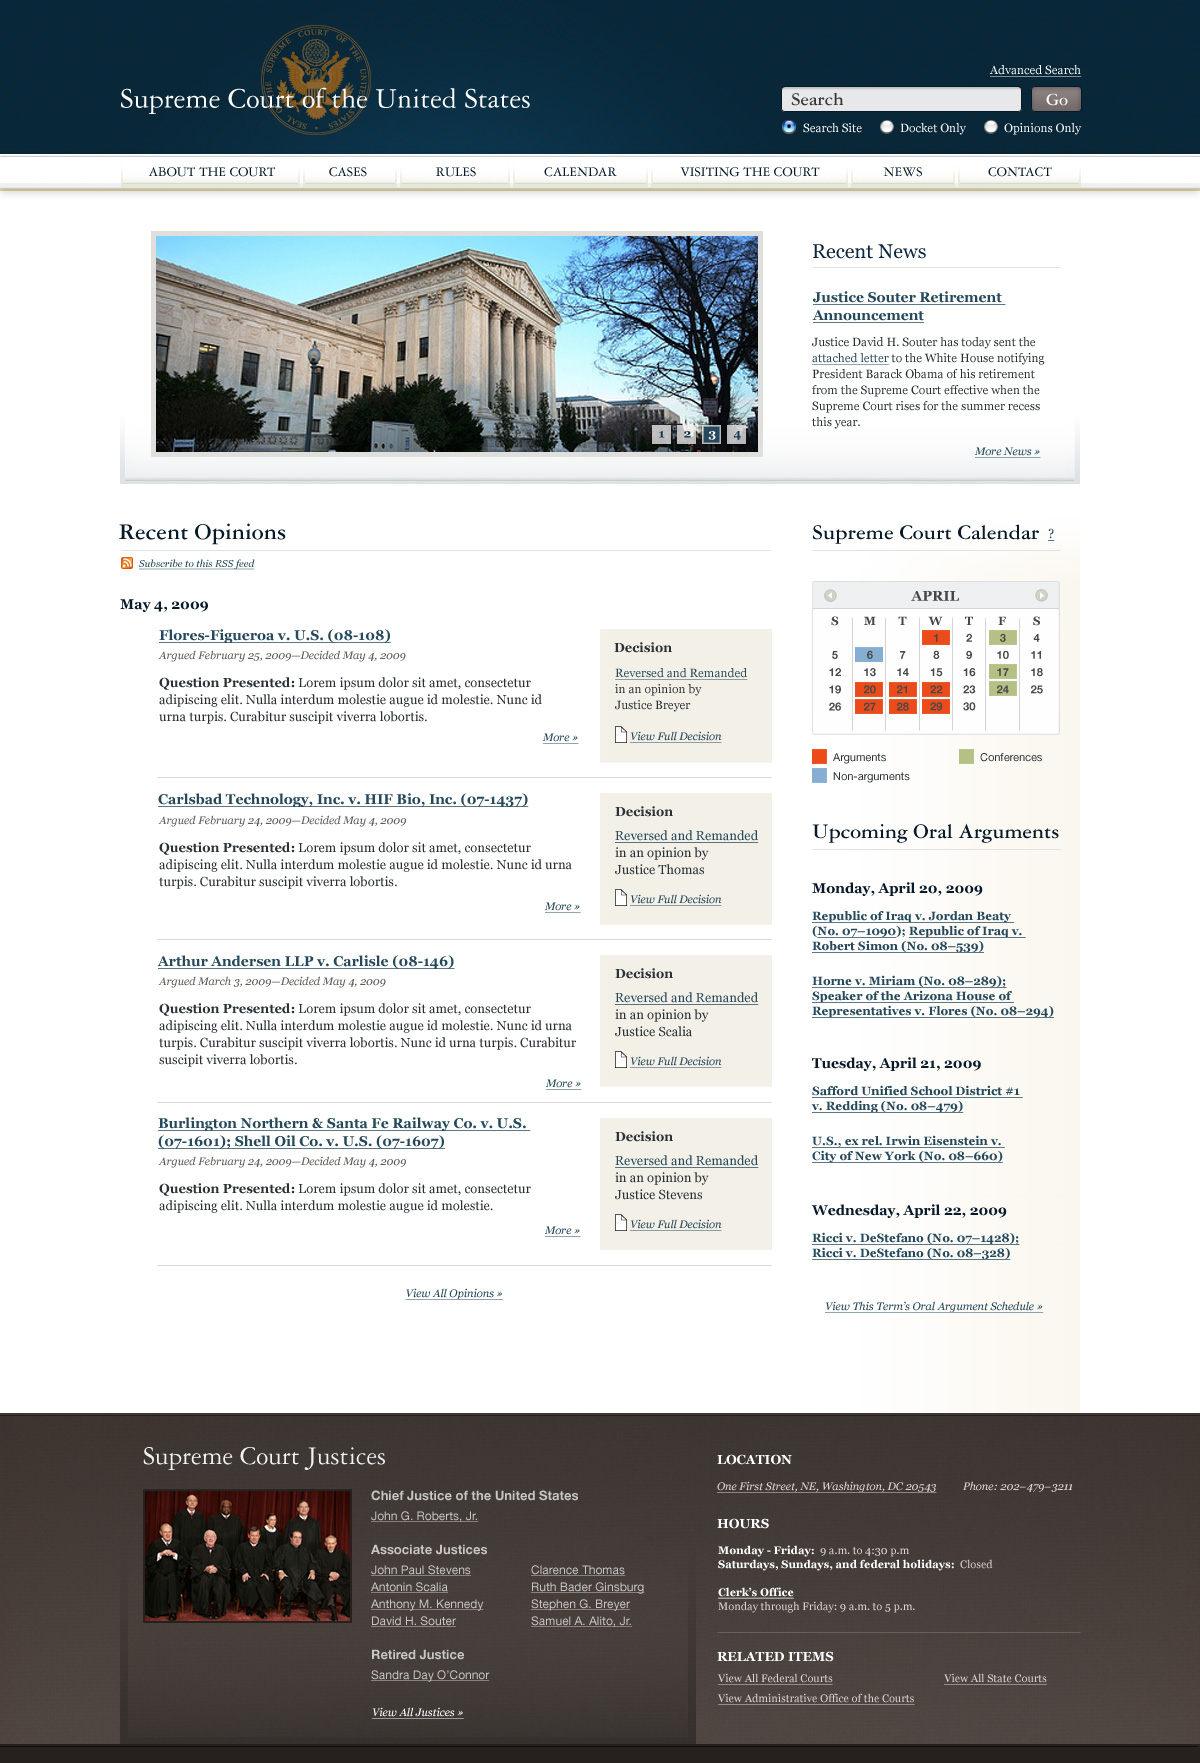 Supreme Court of the United States
Advanced Search
Search
Go
Search Site
Docket Only
Opinions Only
ABOUT THE COURT
CASES
RULES
CALENDAR
VISITING THE COURT
NEWS
CONTACT
1 2 3 4
Recent News
Justice Souter Retirement
Announcement
Justice David H. Souter has today sent the
attached letter to the White House notifying
President Barack Obama of his retirement
from the Supreme Court effective when the
Supreme Court rises for the summer recess
this year.
More News »
Recent Opinions
Subscribe to this RSS feed
May 4, 2009
Flores-Figueroa v. U.S. (08-108)
Argued February 25, 2009—Decided May 4, 2009
Question Presented: Lorem ipsum dolor sit amet, consectetur
adipiscing elit. Nulla interdum molestie augue id molestie. Nunc id
urna turpis. Curabitur suscipit viverra lobortis.
More »
Decision
Reversed and Remanded
in an opinion by
Justice Breyer
View Full Decision
Carlsbad Technology, Inc. v. HIF Bio, Inc. (07-1437)
Argued February 24, 2009—Decided May 4, 2009
Question Presented: Lorem ipsum dolor sit amet, consectetur
adipiscing elit. Nulla interdum molestie augue id molestie. Nunc id urna
turpis. Curabitur suscipit viverra lobortis.
More »
Decision
Reversed and Remanded
in an opinion by
Justice Thomas
View Full Decision
Arthur Andersen LLP v. Carlisle (08-146)
Argued March 3, 2009—Decided May 4, 2009
Question Presented: Lorem ipsum dolor sit amet, consectetur
adipiscing elit. Nulla interdum molestie augue id molestie. Nunc id urna
turpis. Curabitur suscipit viverra lobortis. Nunc id urna turpis. Curabitur
suscipit viverra lobortis.
More »
Decision
Reversed and Remanded
in an opinion by
Justice Scalia
View Full Decision
Burlington Northern & Santa Fe Railway Co. v. U.S.
(07-1601); Shell Oil Co. v. U.S. (07-1607)
Argued February 24, 2009—Decided May 4, 2009
Question Presented: Lorem ipsum dolor sit amet, consectetur
adipiscing elit. Nulla interdum molestie augue id molestie.
More »
Decision
Reversed and Remanded
in an opinion by
Justice Stevens
View Full Decision
View All Opinions »
Supreme Court Calendar ?
APRIL
S M T W T F S
1 2 3 4
5 6 7 8 9 10 11
12 13 14 15 16 17 18
19 20 21 22 23 24 25
26 27 28 29 30
Arguments
Conferences
Non-arguments
Upcoming Oral Arguments
Monday, April 20, 2009
Republic of Iraq v. Jordan Beaty
(No. 07–1090); Republic of Iraq v.
Robert Simon (No. 08–539)
Horne v. Miriam (No. 08–289);
Speaker of the Arizona House of
Representatives v. Flores (No. 08–294)
Tuesday, April 21, 2009
Safford Unified School District #1
v. Redding (No. 08–479)
U.S., ex rel. Irwin Eisenstein v.
City of New York (No. 08–660)
Wednesday, April 22, 2009
Ricci v. DeStefano (No. 07–1428);
Ricci v. DeStefano (No. 08–328)
View This Term's Oral Argument Schedule »
Supreme Court Justices
Chief Justice of the United States
John G. Roberts, Jr.
Associate Justices
John Paul Stevens
Clarence Thomas
Antonin Scalia
Ruth Bader Ginsburg
Anthony M. Kennedy
Stephen G. Breyer
David H. Souter
Samuel A. Alito, Jr.
Retired Justice
Sandra Day O'Connor
View All Justices »
LOCATION
One First Street, NE, Washington, DC 20543
Phone: 202–479–3211
HOURS
Monday - Friday: 9 a.m. to 4:30 p.m
Saturdays, Sundays, and federal holidays: Closed
Clerk's Office
Monday through Friday: 9 a.m. to 5 p.m.
RELATED ITEMS
View All Federal Courts
View All State Courts
View Administrative Office of the Courts